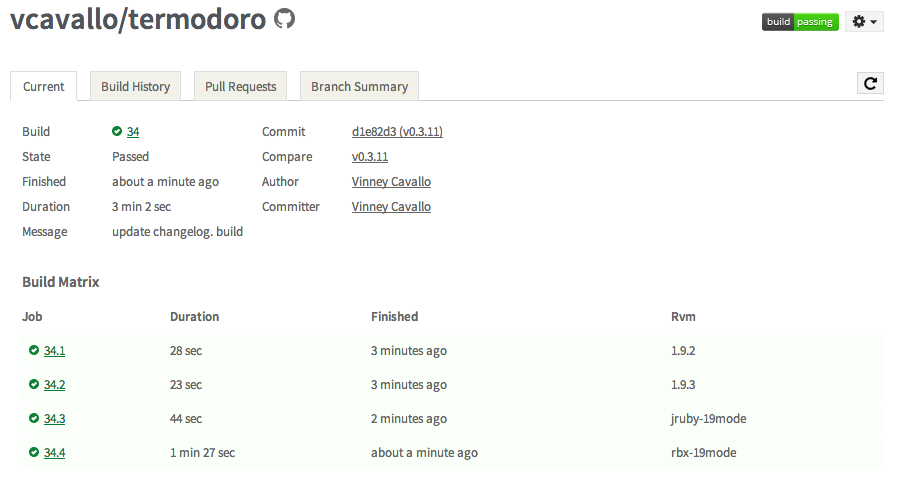 vcavallo/termodoro
build passing
Current Build History Pull Requests Branch Summary
Build 34 Commit d1e82d3 (v0.3.11)
State Passed Compare v0.3.11
Finished about a minute ago Author Vinney Cavallo
Duration 3 min 2 sec Committer Vinney Cavallo
Message update changelog. build
Build Matrix
Job Duration Finished Rvm
34.1 28 sec 3 minutes ago 1.9.2
34.2 23 sec 3 minutes ago 1.9.3
34.3 44 sec 2 minutes ago jruby-19mode
34.4 1 min 27 sec about a minute ago rbx-19mode